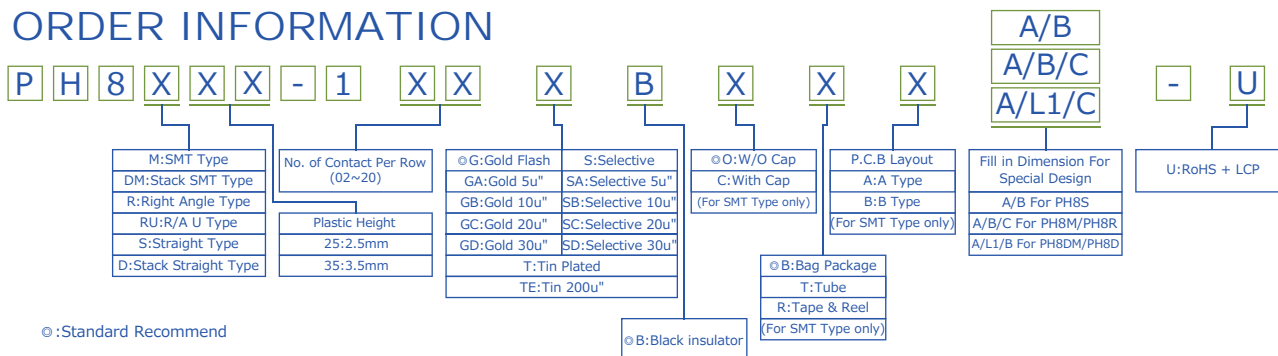 ORDER INFORMATION
A/B
A/B/C
A/L1/C
P H 8 X X X - 1 X X X B X X X - U
M:SMT Type
DM:Stack SMT Type
R:Right Angle Type
RU:R/A U Type
S:Straight Type
D:Stack Straight Type
No. of Contact Per Row
(02~20)
Plastic Height
25:2.5mm
35:3.5mm
◎G:Gold Flash S:Selective
GA:Gold 5u" SA:Selective 5u"
GB:Gold 10u" SB:Selective 10u"
GC:Gold 20u" SC:Selective 20u"
GD:Gold 30u" SD:Selective 30u"
T:Tin Plated
TE:Tin 200u"
◎B:Black insulator
◎O:W/O Cap
C:With Cap
(For SMT Type only)
◎B:Bag Package
T:Tube
R:Tape & Reel
(For SMT Type only)
P.C.B Layout
A:A Type
B:B Type
(For SMT Type only)
Fill in Dimension For
Special Design
A/B For PH8S
A/B/C For PH8M/PH8R
A/L1/B For PH8DM/PH8D
U:RoHS + LCP
◎:Standard Recommend